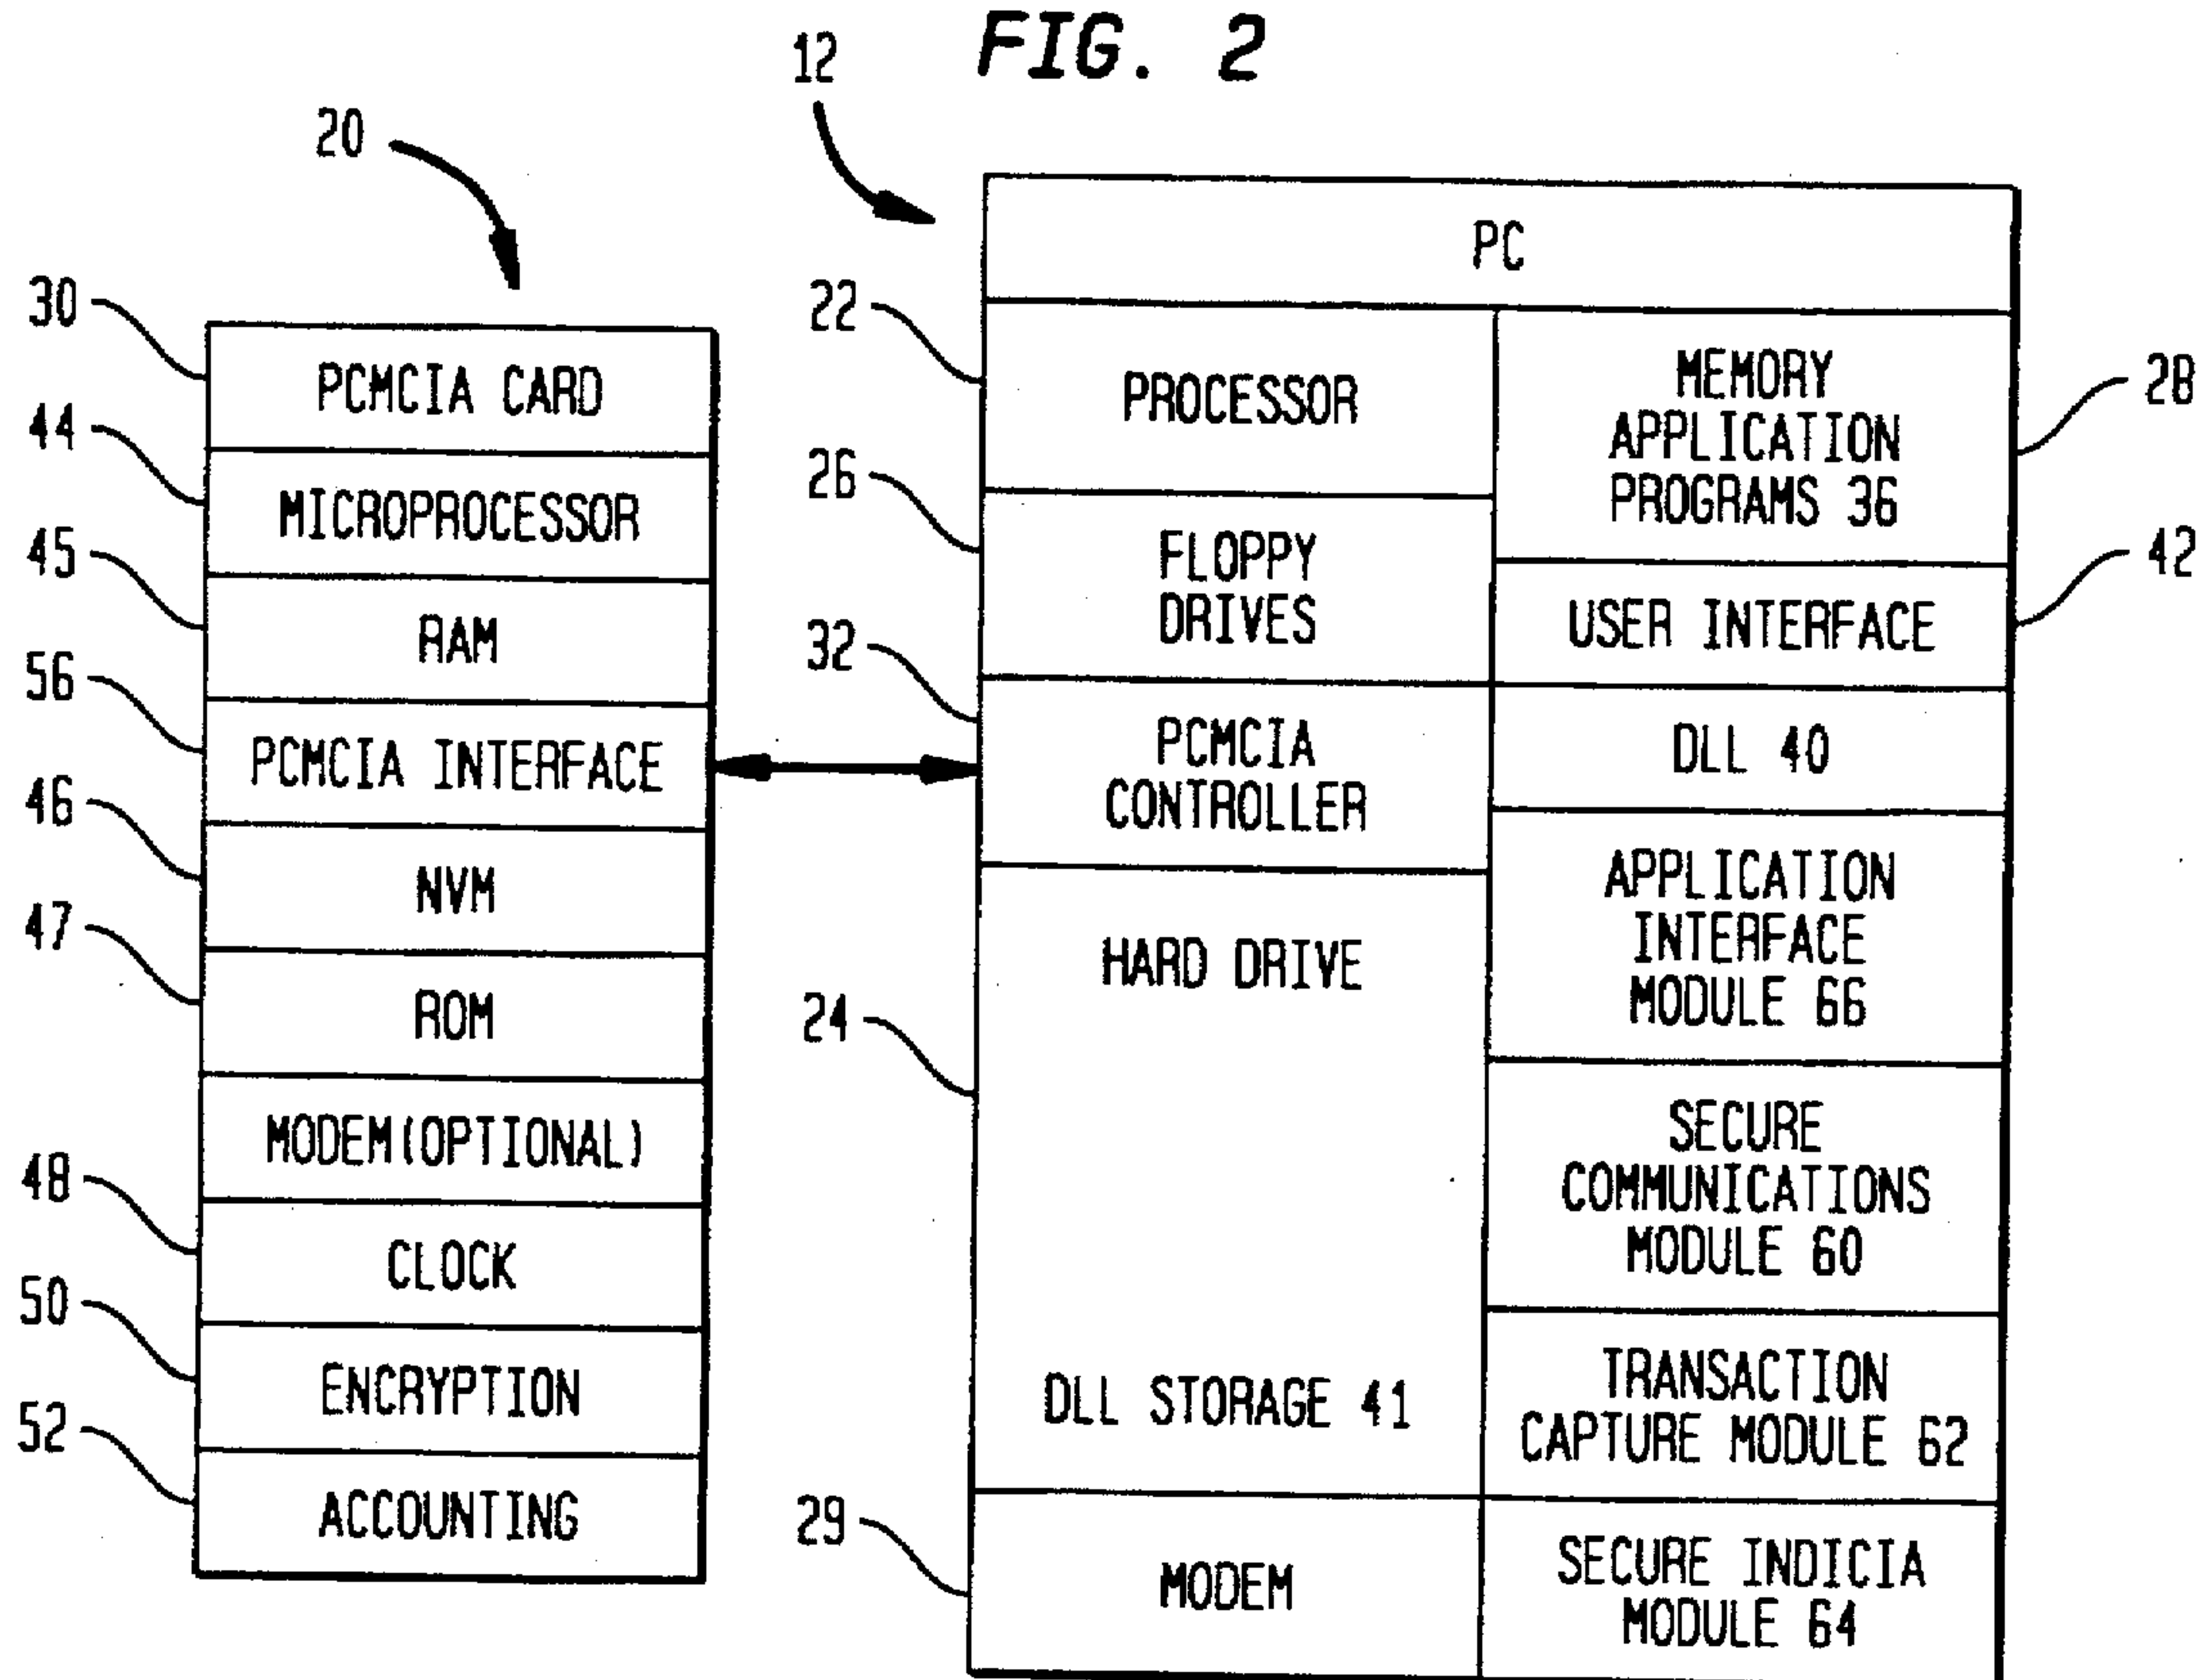 FIG. 2
20
30
PCMCIA CARD
44
MICROPROCESSOR
45
RAM
56
PCMCIA INTERFACE
46
NVM
47
ROM
MODEM(OPTIONAL)
48
CLOCK
50
ENCRYPTION
52
ACCOUNTING
12
PC
22
PROCESSOR
26
FLOPPY
DRIVES
32
PCMCIA
CONTROLLER
24
HARD DRIVE
DLL STORAGE 41
29
MODEM
MEMORY
APPLICATION
PROGRAMS 36
28
USER INTERFACE
42
DLL 40
APPLICATION
INTERFACE
MODULE 66
SECURE
COMMUNICATIONS
MODULE 60
TRANSACTION
CAPTURE MODULE 62
SECURE INDICIA
MODULE 64